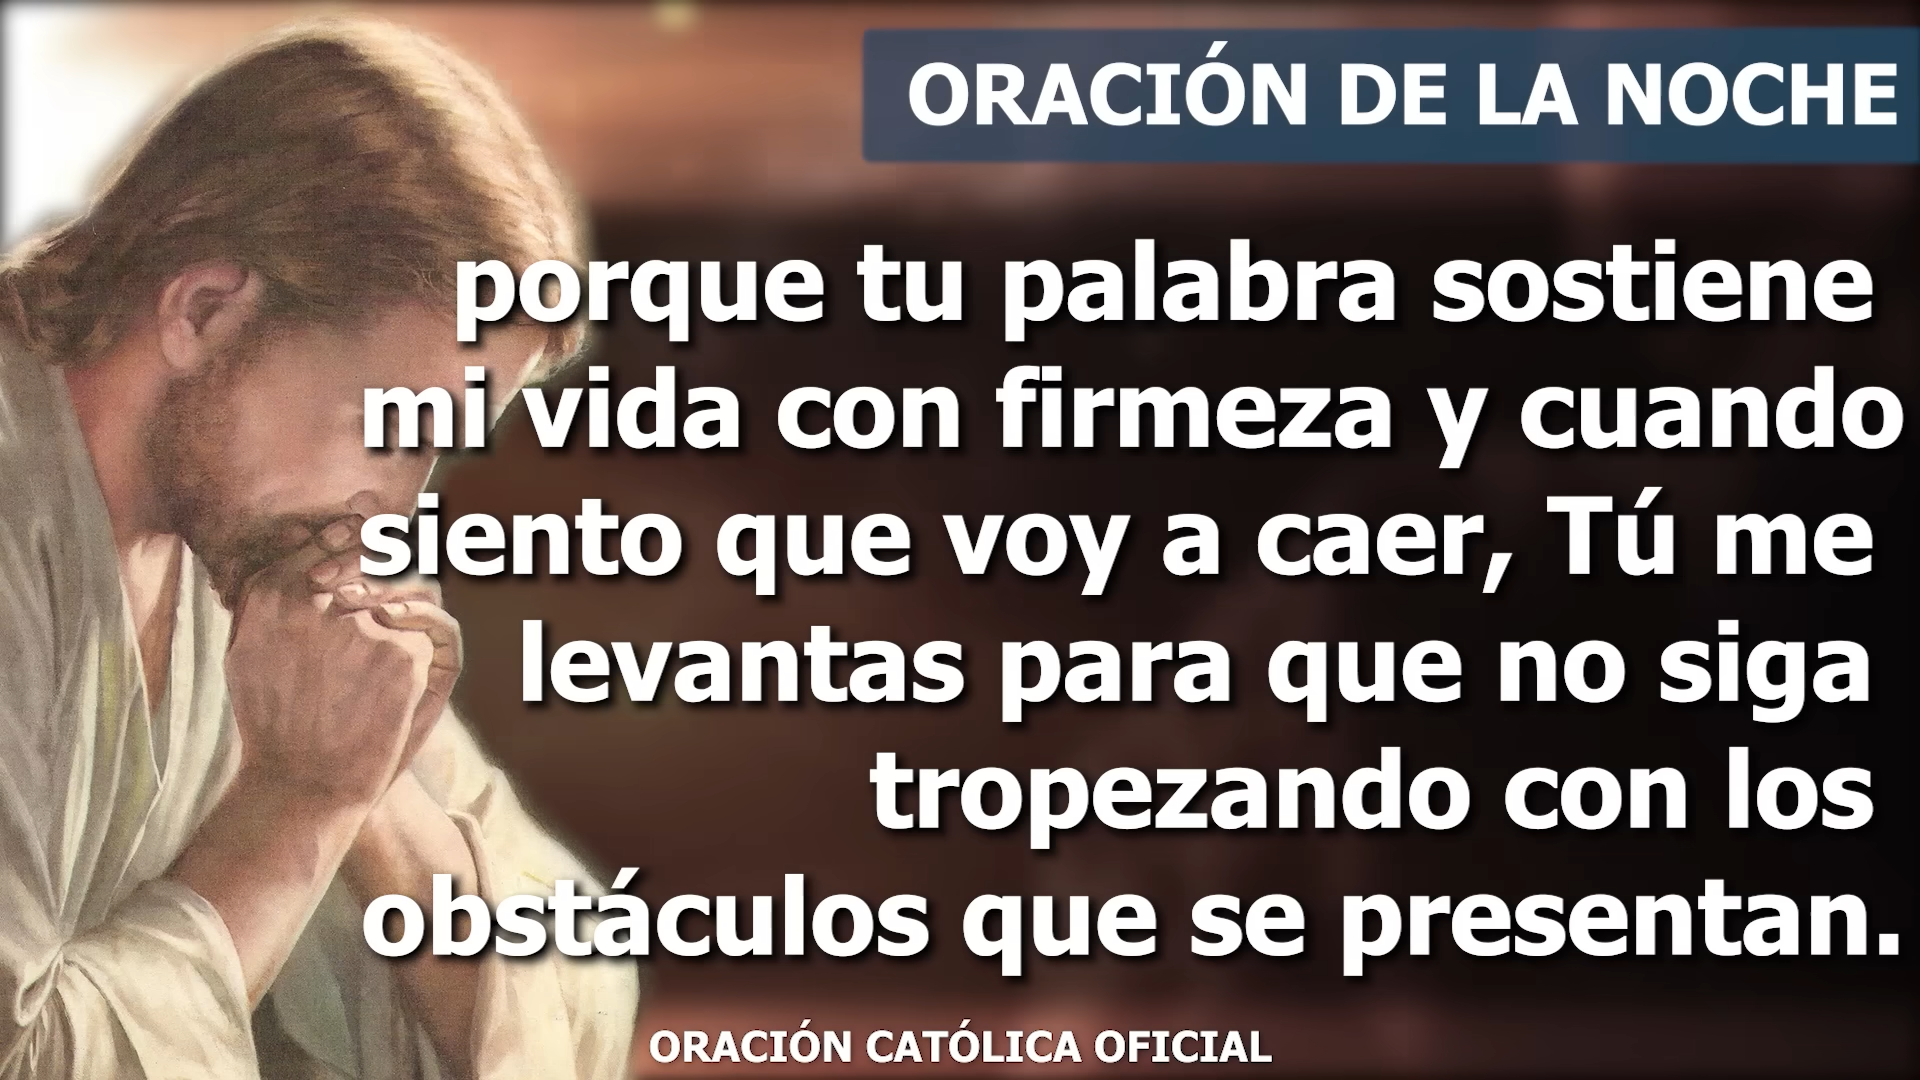 ORACIÓN DE LA NOCHE
porque tu palabra sostiene
mi vida con firmeza y cuando
siento que voy a caer, Tú me
levantas para que no siga
tropezando con los
obstáculos que se presentan.
ORACIÓN CATÓLICA OFICIAL